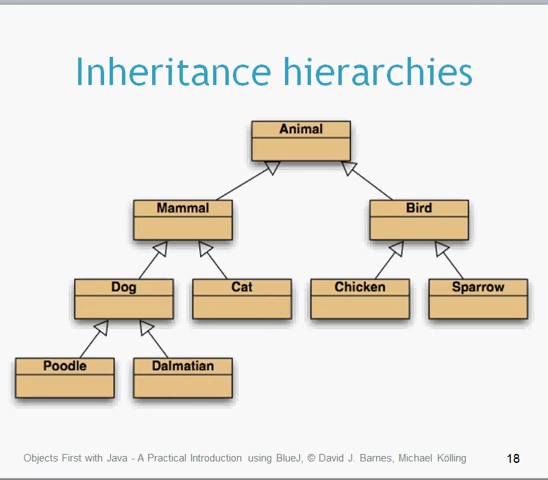 Inheritance hierarchies
Animal
Mammal
Bird
Dog
Cat
Chicken
Sparrow
Poodle
Dalmatian
Objects First with Java - A Practical Introduction using BlueJ, © David J. Barnes, Michael Kölling
18